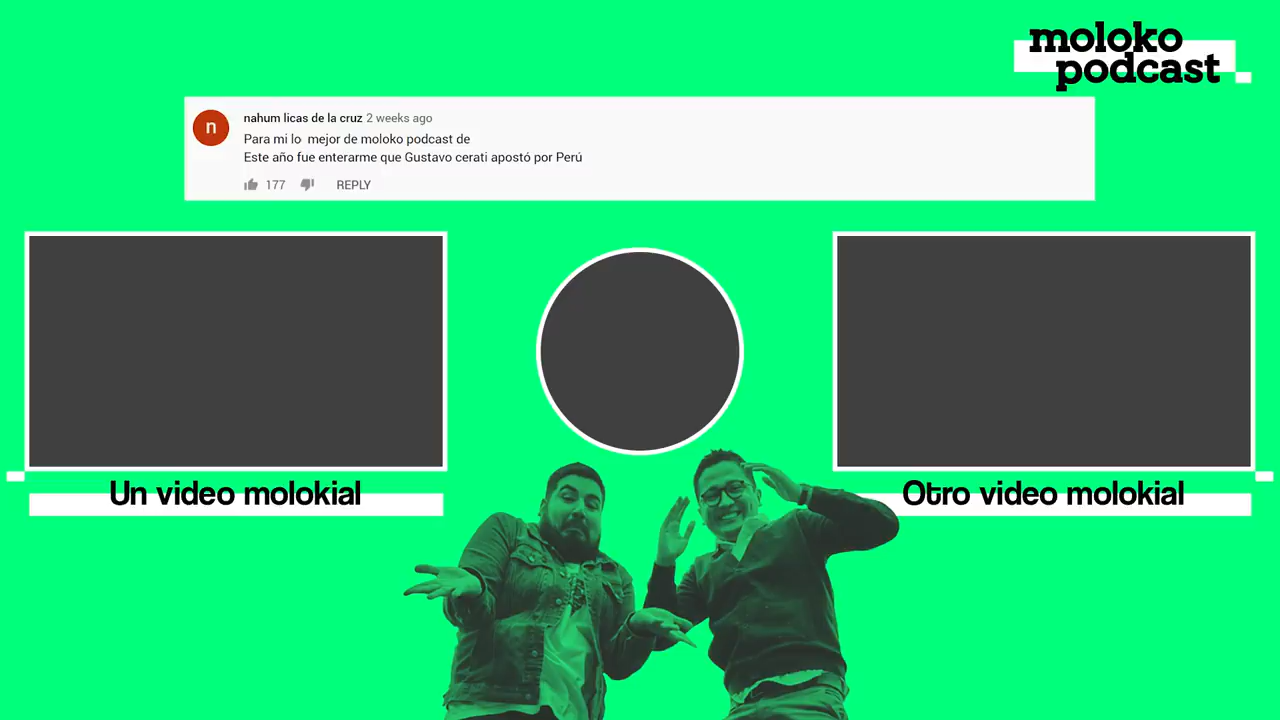 moloko
podcast
n
nahum licas de la cruz 2 weeks ago
Para mi lo  mejor de moloko podcast de
Este año fue enterarme que Gustavo cerati apostó por Perú
177 REPLY
Un video molokial
Otro video molokial